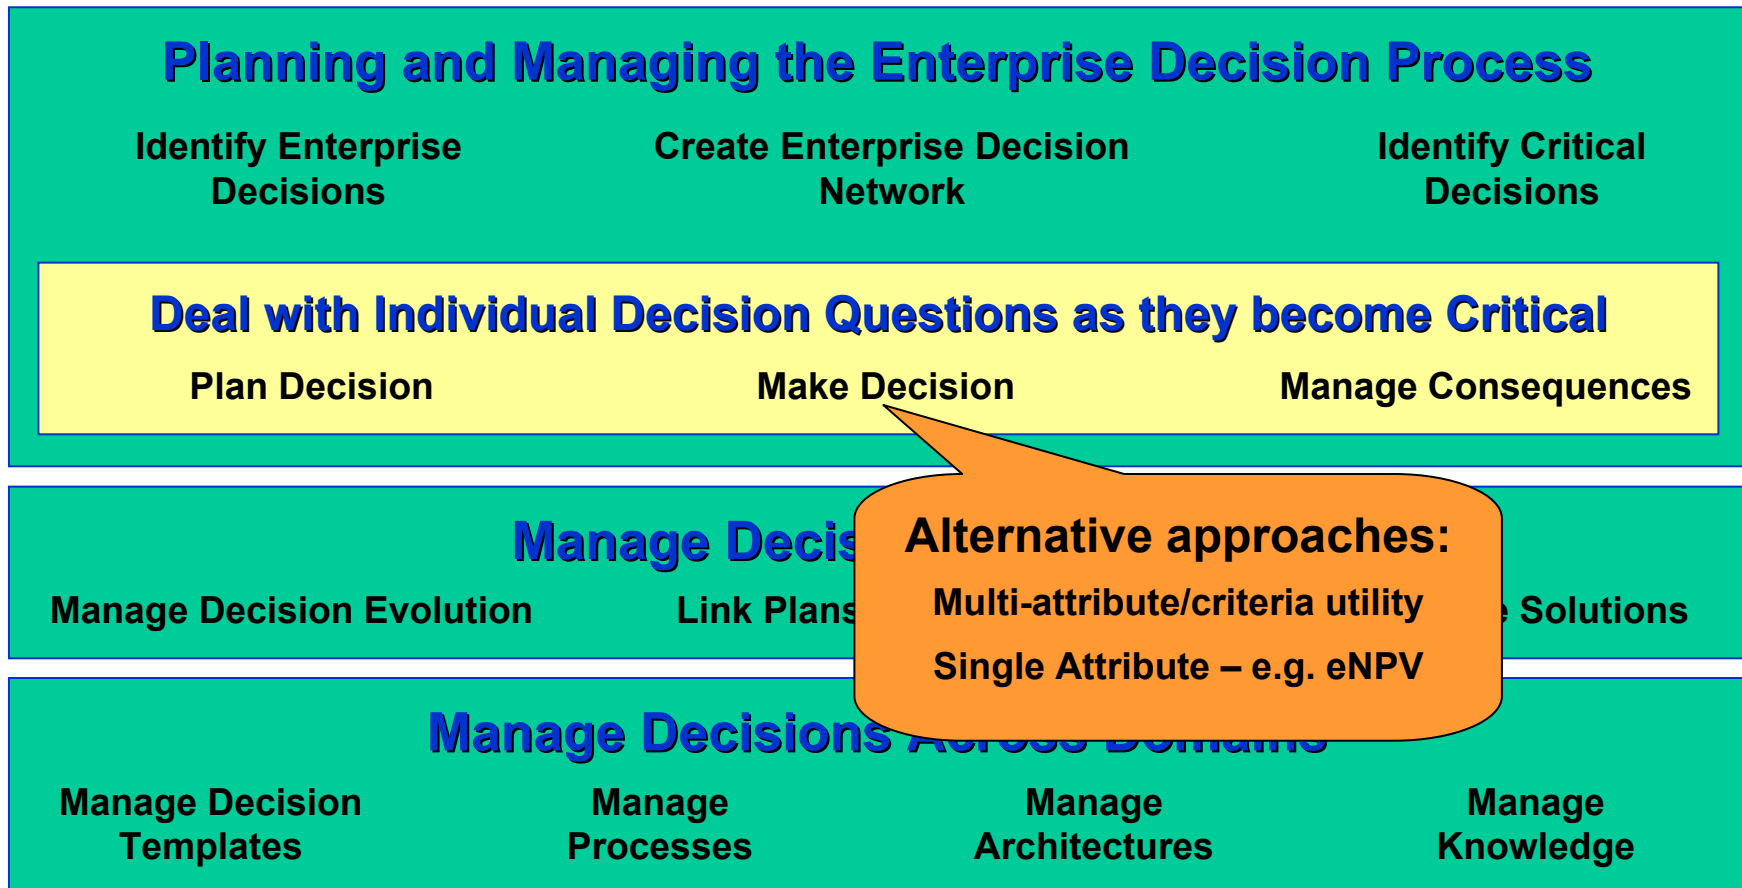 Planning and Managing the Enterprise Decision Process
Identify Enterprise
Decisions
Create Enterprise Decision
Network
Identify Critical
Decisions
Deal with Individual Decision Questions as they become Critical
Plan Decision
Make Decision
Manage Consequences
Manage
Manage Decision Evolution
Link Plans
Solutions
Alternative approaches:
Multi-attribute/criteria utility
Single Attribute – e.g. eNPV
Manage Decisions Across Domains
Manage Decision
Templates
Manage
Processes
Manage
Architectures
Manage
Knowledge